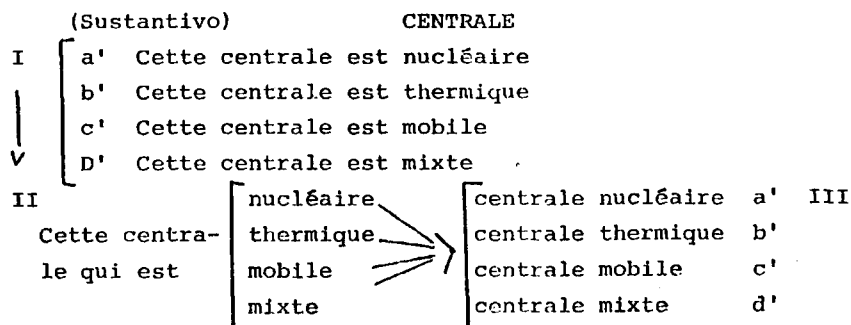 (Sustantivo) CENTRALE
I a' Cette centrale est nucléaire
b' Cette centrale est thermique
c' Cette centrale est mobile
D' Cette centrale est mixte
II nucléaire centrale nucléaire a' III
Cette centra- thermique centrale thermique b'
le qui est mobile centrale mobile c'
mixte centrale mixte d'